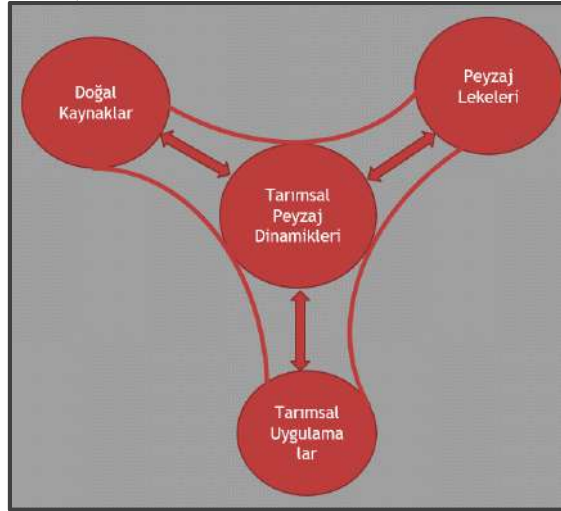 Doğal
Kaynaklar
Peyzaj
Lekeleri
Tarımsal
Peyzaj
Dinamikleri
Tarımsal
Uygulama
lar